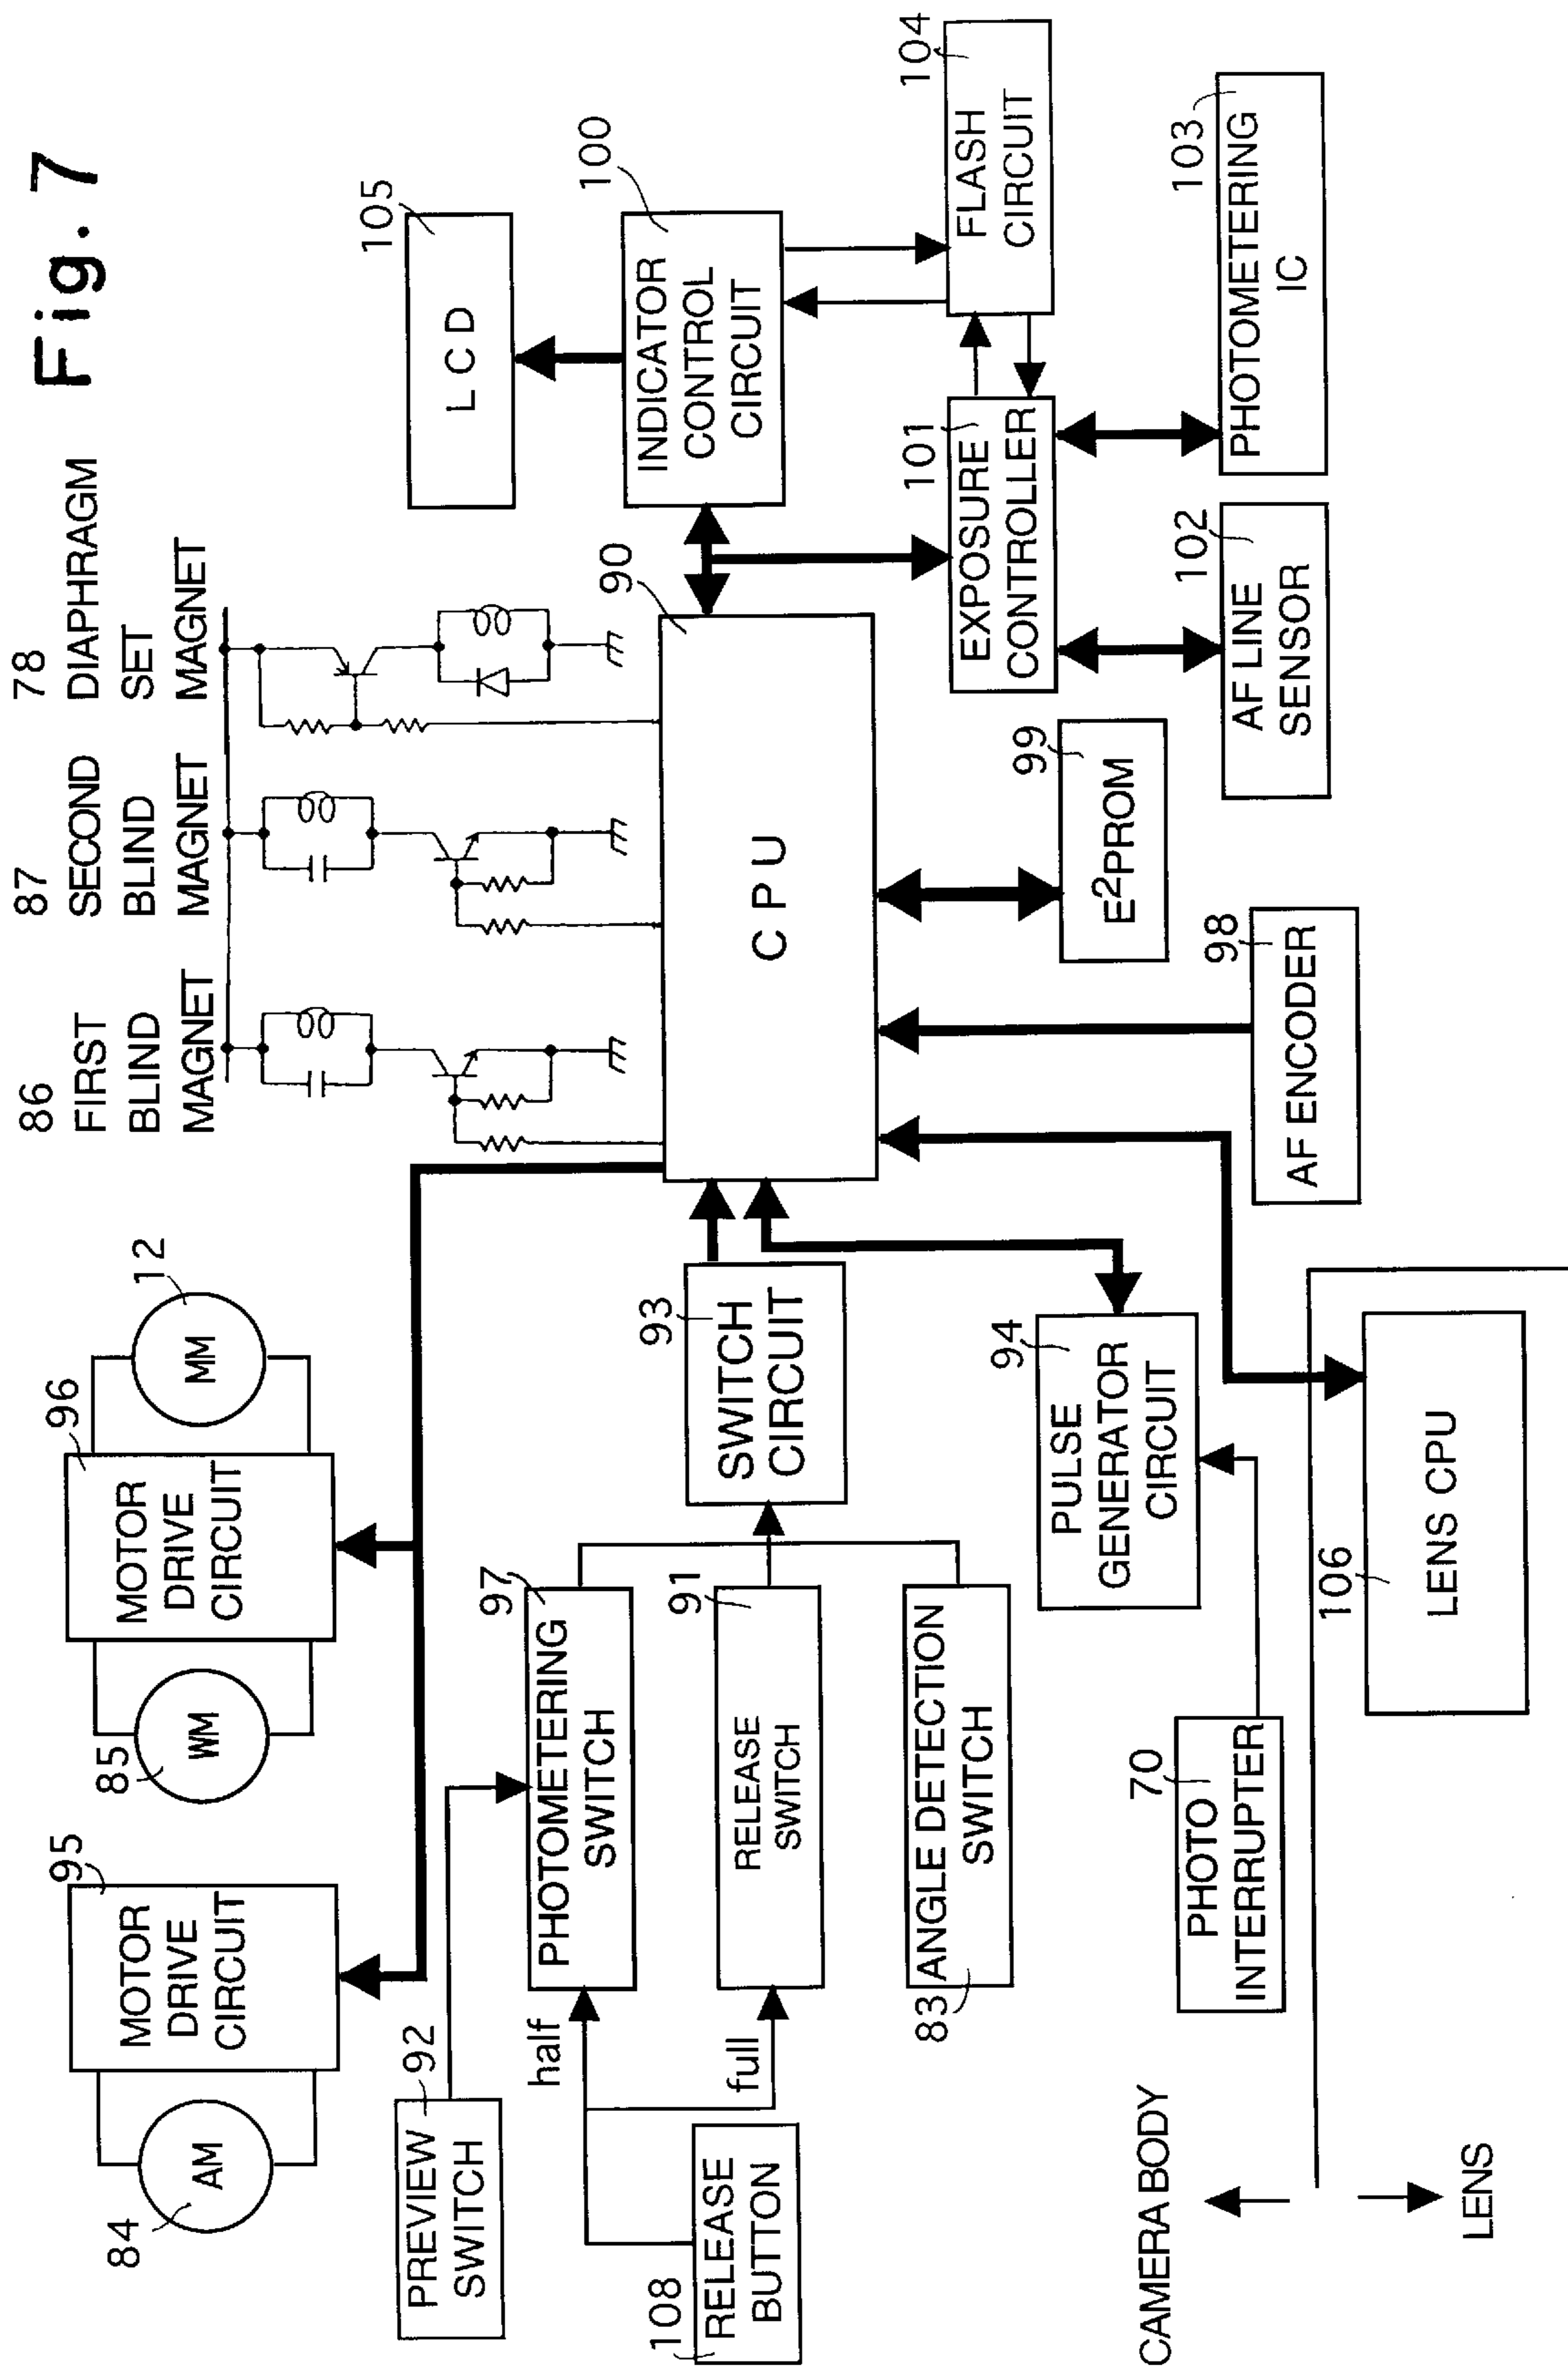 Fig. 7
84
AM
95
MOTOR
DRIVE
CIRCUIT
85
WM
96
MOTOR
DRIVE
CIRCUIT
12
MM
86
FIRST
BLIND
MAGNET
87
SECOND
BLIND
MAGNET
78
DIAPHRAGM
SET
MAGNET
105
LCD
92
PREVIEW
SWITCH
half
97
PHOTOMETERING
SWITCH
108
RELEASE
BUTTON
full
91
RELEASE
SWITCH
93
SWITCH
CIRCUIT
90
CPU
100
INDICATOR
CONTROL
CIRCUIT
83
ANGLE DETECTION
SWITCH
94
PULSE
GENERATOR
CIRCUIT
99
E²PROM
101
EXPOSURE
CONTROLLER
104
FLASH
CIRCUIT
70
PHOTO
INTERRUPTER
98
AF ENCODER
102
AF LINE
SENSOR
103
PHOTOMETERING
IC
CAMERA BODY
LENS
106
LENS CPU